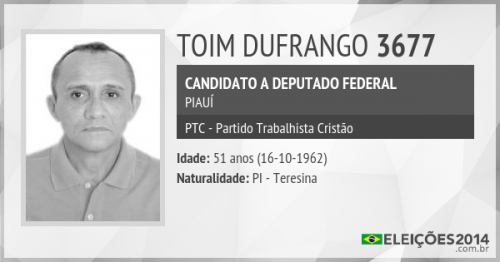 TOIM DUFRANGO 3677
CANDIDATO A DEPUTADO FEDERAL
PIAUÍ
PTC - Partido Trabalhista Cristão
Idade: 51 anos (16-10-1962)
Naturalidade: PI - Teresina
ELEIÇÕES2014
.com.br